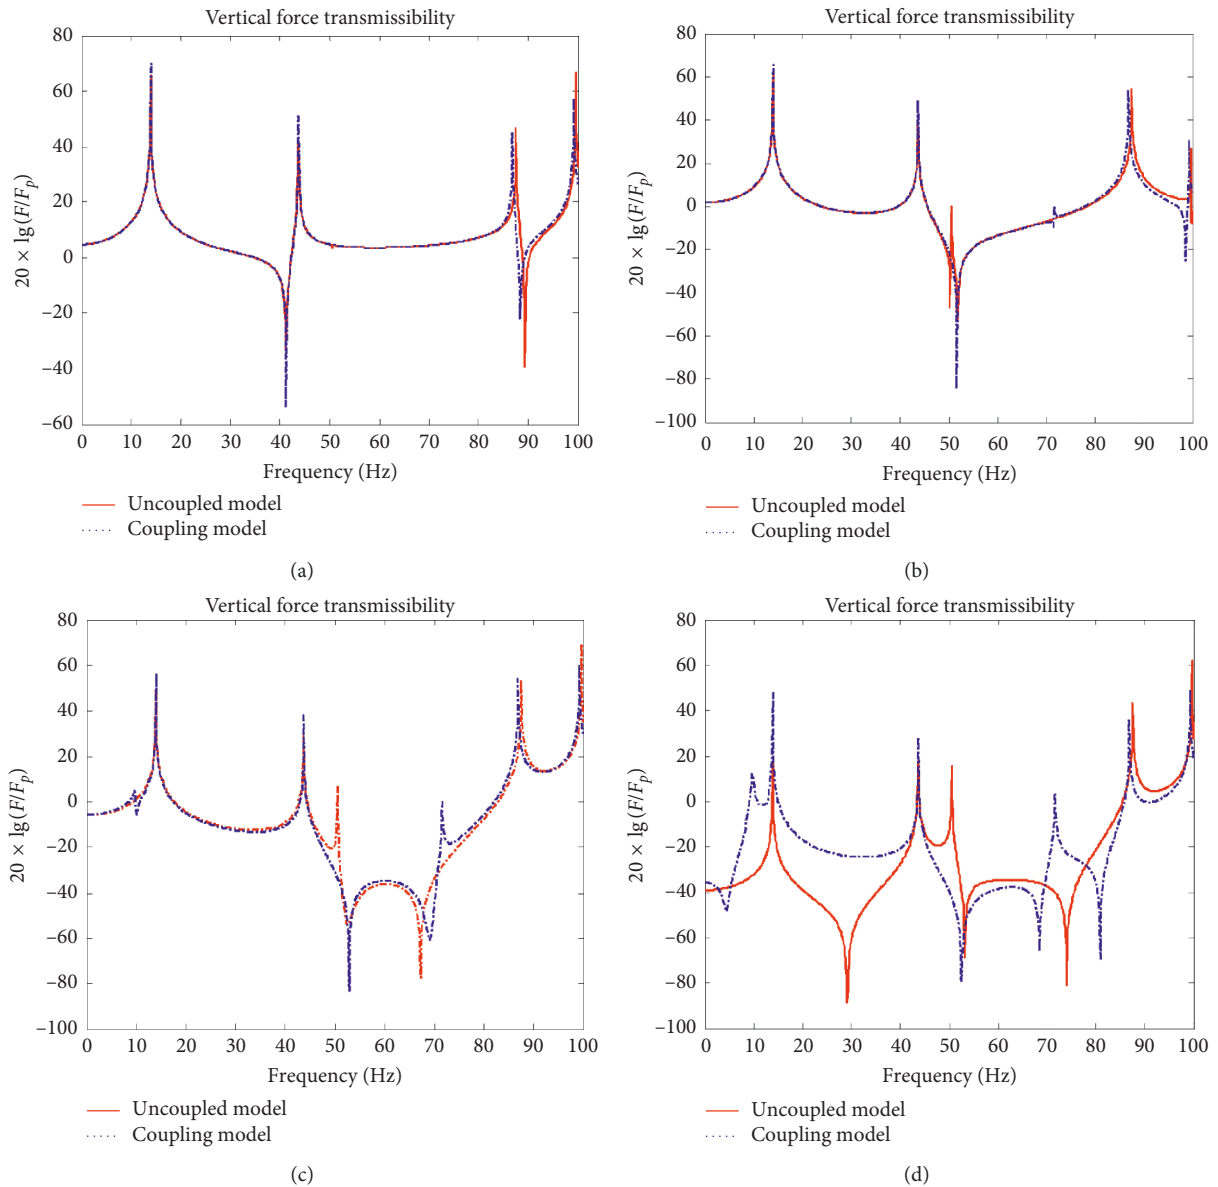 Vertical force transmissibility
80
60
40
20
0
−20
−40
−60
20 × lg(F/Fp)
0 10 20 30 40 50 60 70 80 90 100
Frequency (Hz)
Uncoupled model
Coupling model
(a)
Vertical force transmissibility
80
60
40
20
0
−20
−40
−60
−80
−100
20 × lg(F/Fp)
0 10 20 30 40 50 60 70 80 90 100
Frequency (Hz)
Uncoupled model
Coupling model
(b)
Vertical force transmissibility
80
60
40
20
0
−20
−40
−60
−80
−100
20 × lg(F/Fp)
0 10 20 30 40 50 60 70 80 90 100
Frequency (Hz)
Uncoupled model
Coupling model
(c)
Vertical force transmissibility
80
60
40
20
0
−20
−40
−60
−80
−100
20 × lg(F/Fp)
0 10 20 30 40 50 60 70 80 90 100
Frequency (Hz)
Uncoupled model
Coupling model
(d)